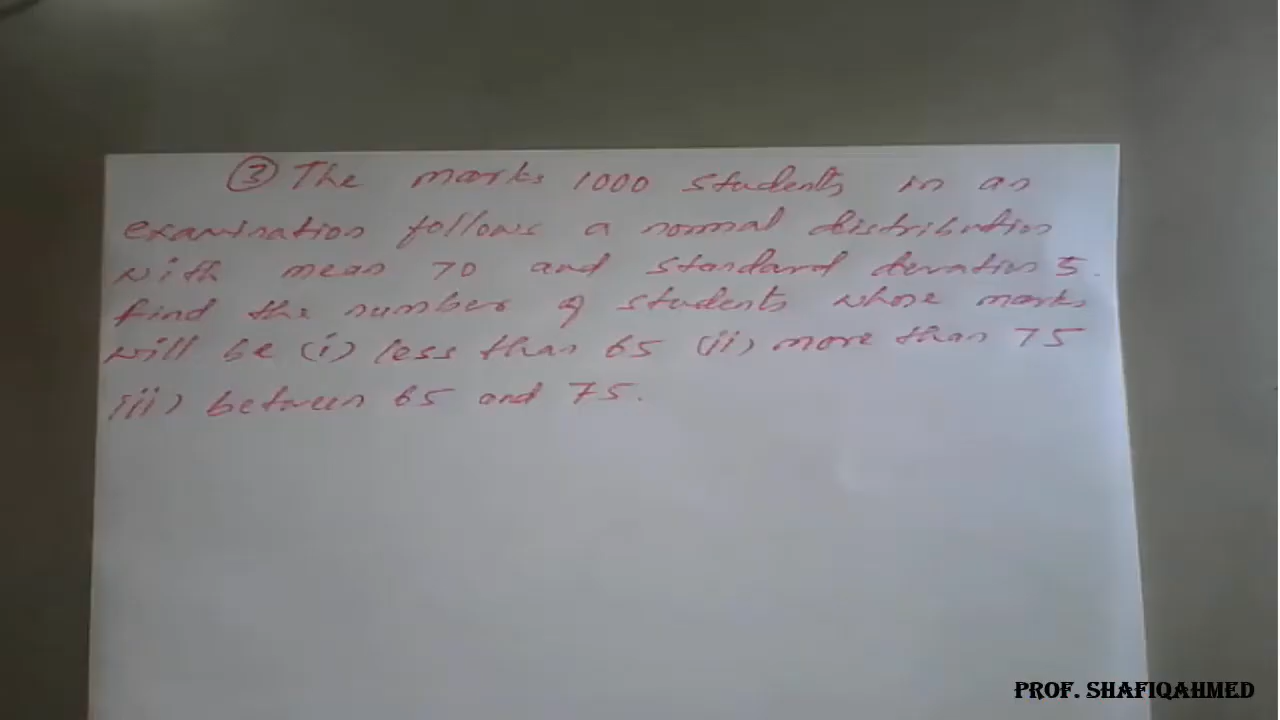 ③ The marks 1000 students in an
examination follows a normal distribution
with mean 70 and standard deviation 5.
find the number of students whose marks
will be (i) less than 65 (ii) more than 75
iii) between 65 and 75.
PROF. SHAFIQAHMED